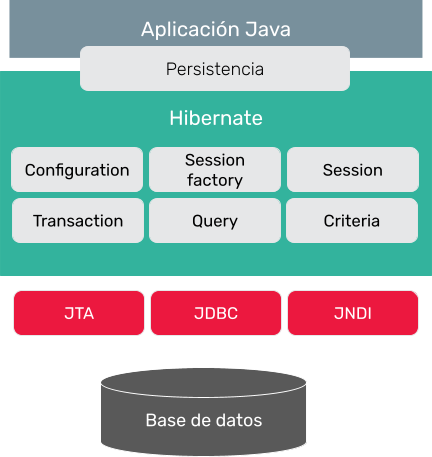 Aplicación Java
Persistencia
Hibernate
Configuration
Session
factory
Session
Transaction
Query
Criteria
JTA
JDBC
JNDI
Base de datos